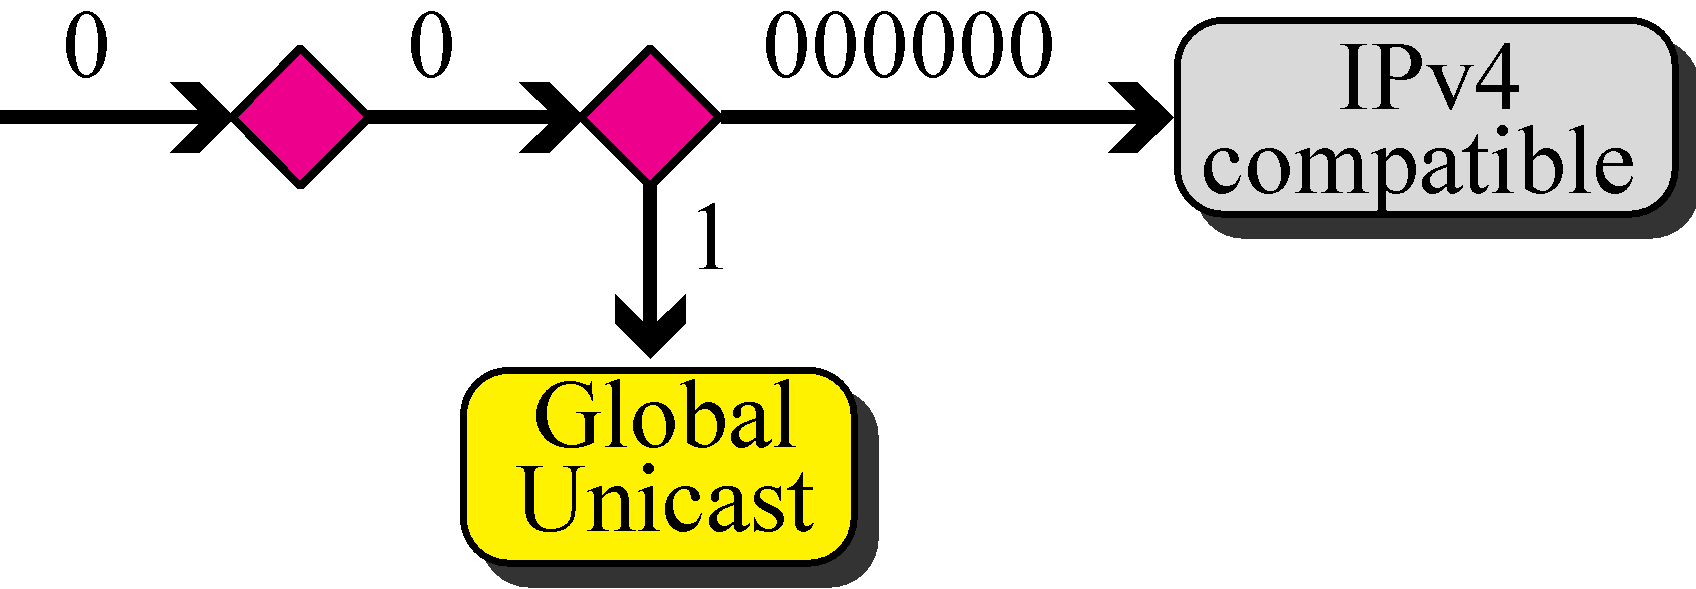 0
0
000000
IPv4
compatible
1
Global
Unicast